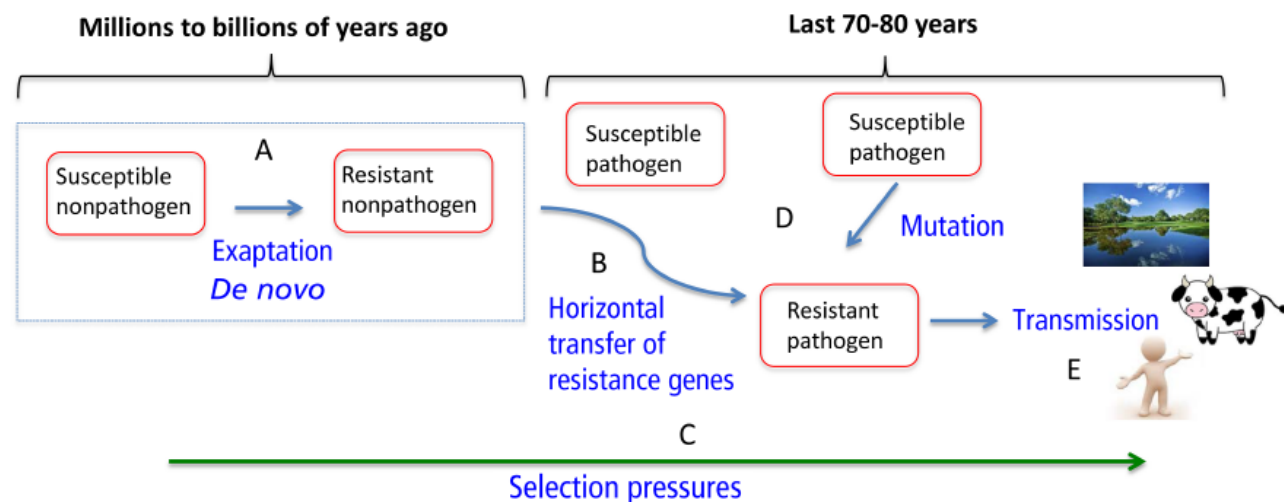 Millions to billions of years ago
Last 70-80 years
A
Susceptible
nonpathogen
Resistant
nonpathogen
Exaptation
De novo
Susceptible
pathogen
Susceptible
pathogen
D
Mutation
B
Horizontal
transfer of
resistance genes
Resistant
pathogen
Transmission
E
C
Selection pressures